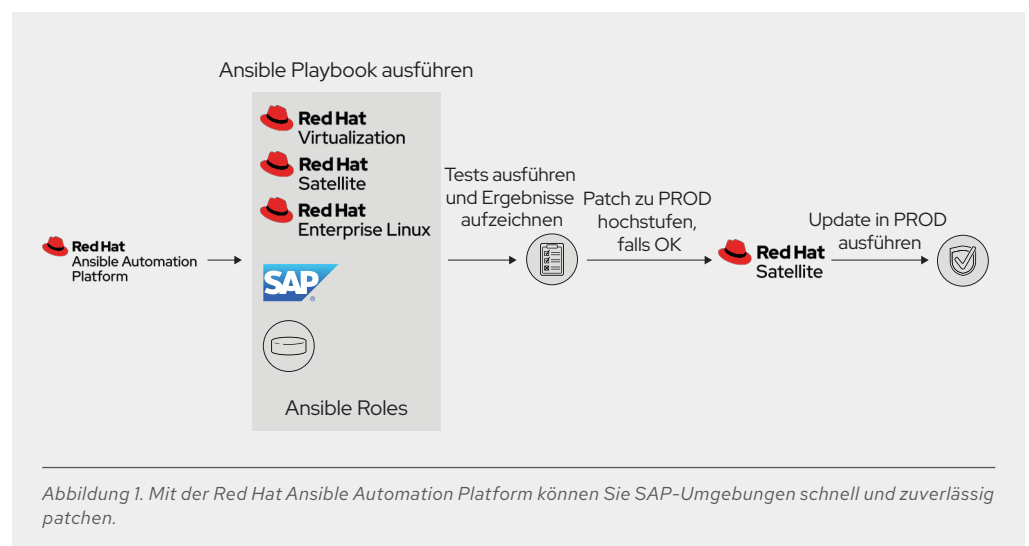 Ansible Playbook ausführen
Red Hat
Virtualization
Red Hat
Satellite
Red Hat
Enterprise Linux
SAP
®
Ansible Roles
Red Hat
Ansible Automation
Platform
Tests ausführen
und Ergebnisse
aufzeichnen
Patch zu PROD
hochstufen,
falls OK
Red Hat
Satellite
Update in PROD
ausführen
Abbildung 1. Mit der Red Hat Ansible Automation Platform können Sie SAP-Umgebungen schnell und zuverlässig
patchen.